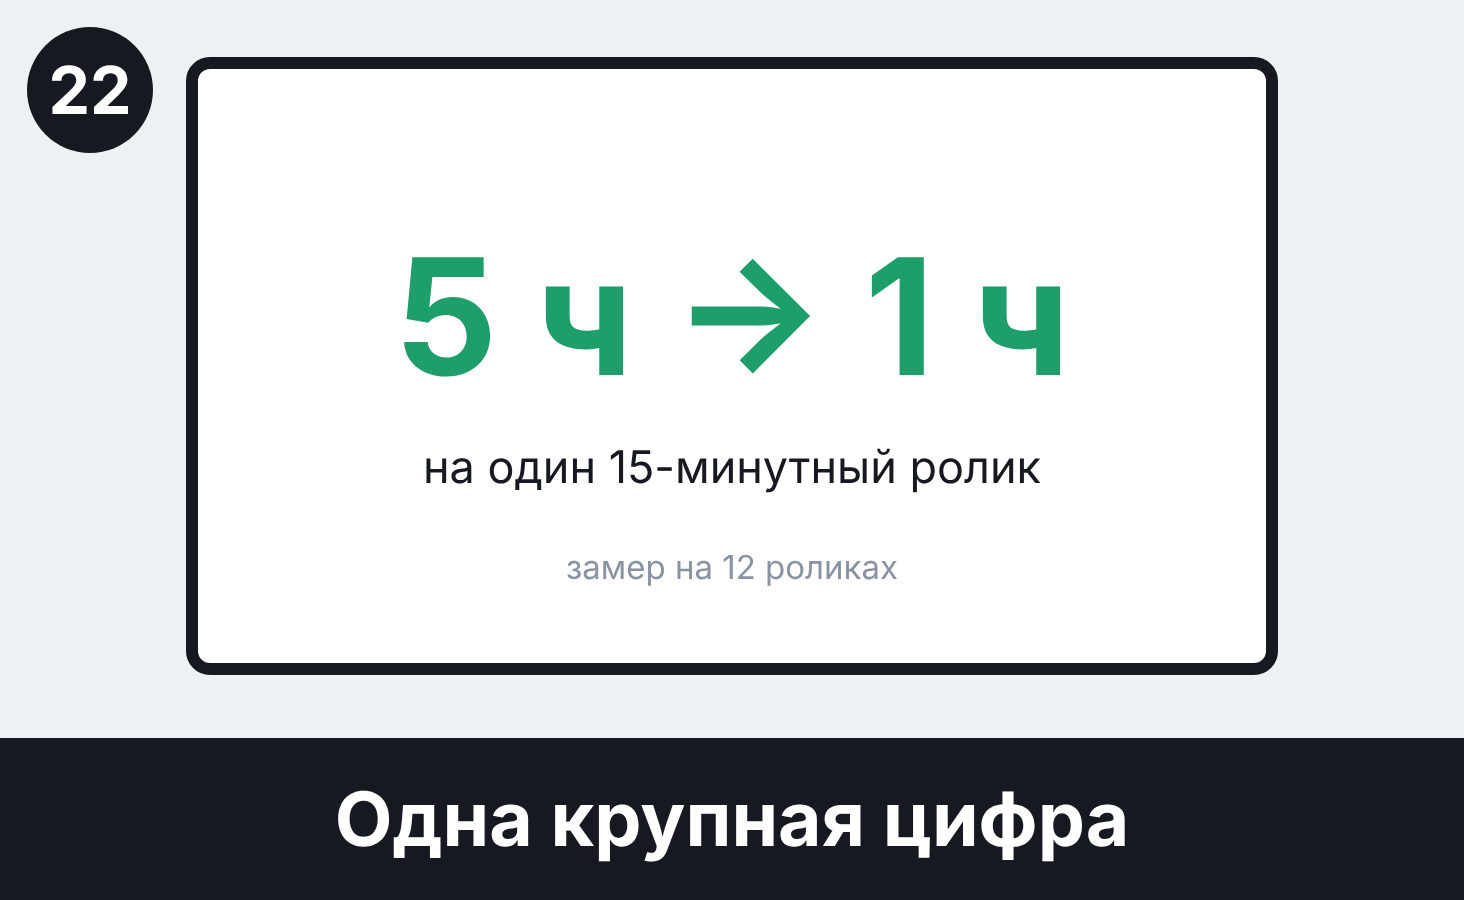 22
5 ч → 1 ч
на один 15-минутный ролик
замер на 12 роликах
Одна крупная цифра